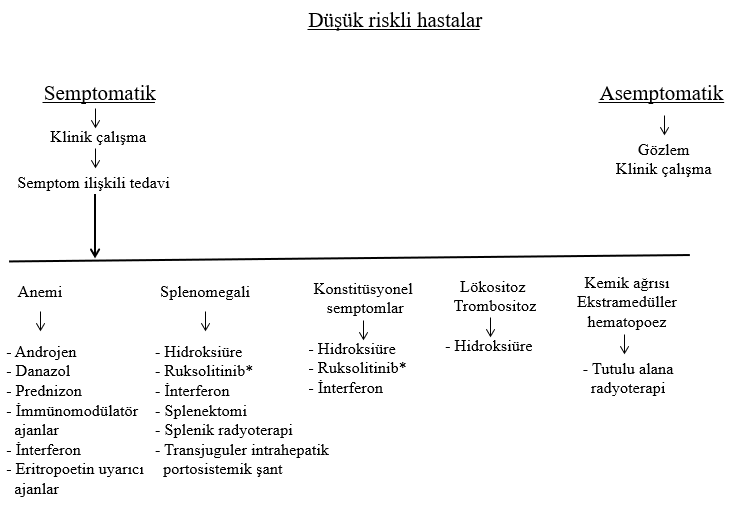 Düşük riskli hastalar
Semptomatik
Klinik çalışma
Semptom ilişkili tedavi
Asemptomatik
Gözlem
Klinik çalışma
Anemi
- Androjen
- Danazol
- Prednizon
- İmmünomodülatör
ajanlar
- İnterferon
- Eritropoetin uyarıcı
ajanlar
Splenomegali
- Hidroksiüre
- Ruksolitinib*
- İnterferon
- Splenektomi
- Splenik radyoterapi
- Transjuguler intrahepatik
portosistemik şant
Konstitüsyonel
semptomlar
- Hidroksiüre
- Ruksolitinib*
- İnterferon
Lökositoz
Trombositoz
- Hidroksiüre
Kemik ağrısı
Ekstramedüller
hematopoez
- Tutulu alana
radyoterapi